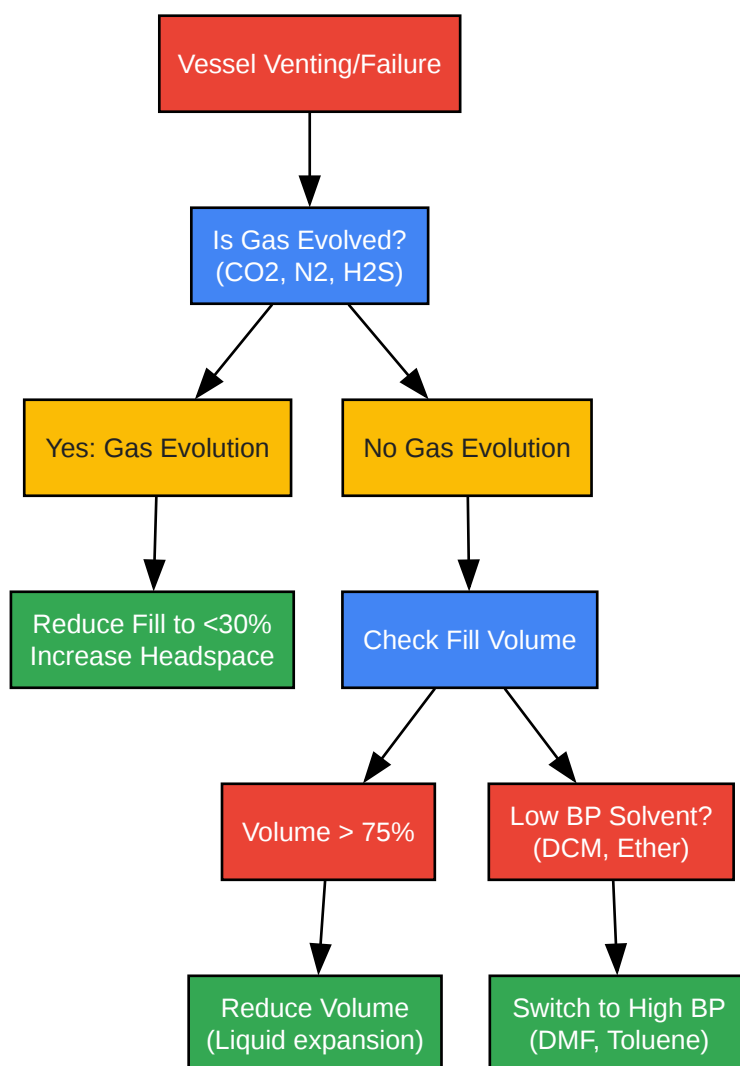 Vessel Venting/Failure
Is Gas Evolved?
(CO2, N2, H2S)
Yes: Gas Evolution
No Gas Evolution
Reduce Fill to <30%
Increase Headspace
Check Fill Volume
Volume > 75%
Low BP Solvent?
(DCM, Ether)
Reduce Volume
(Liquid expansion)
Switch to High BP
(DMF, Toluene)